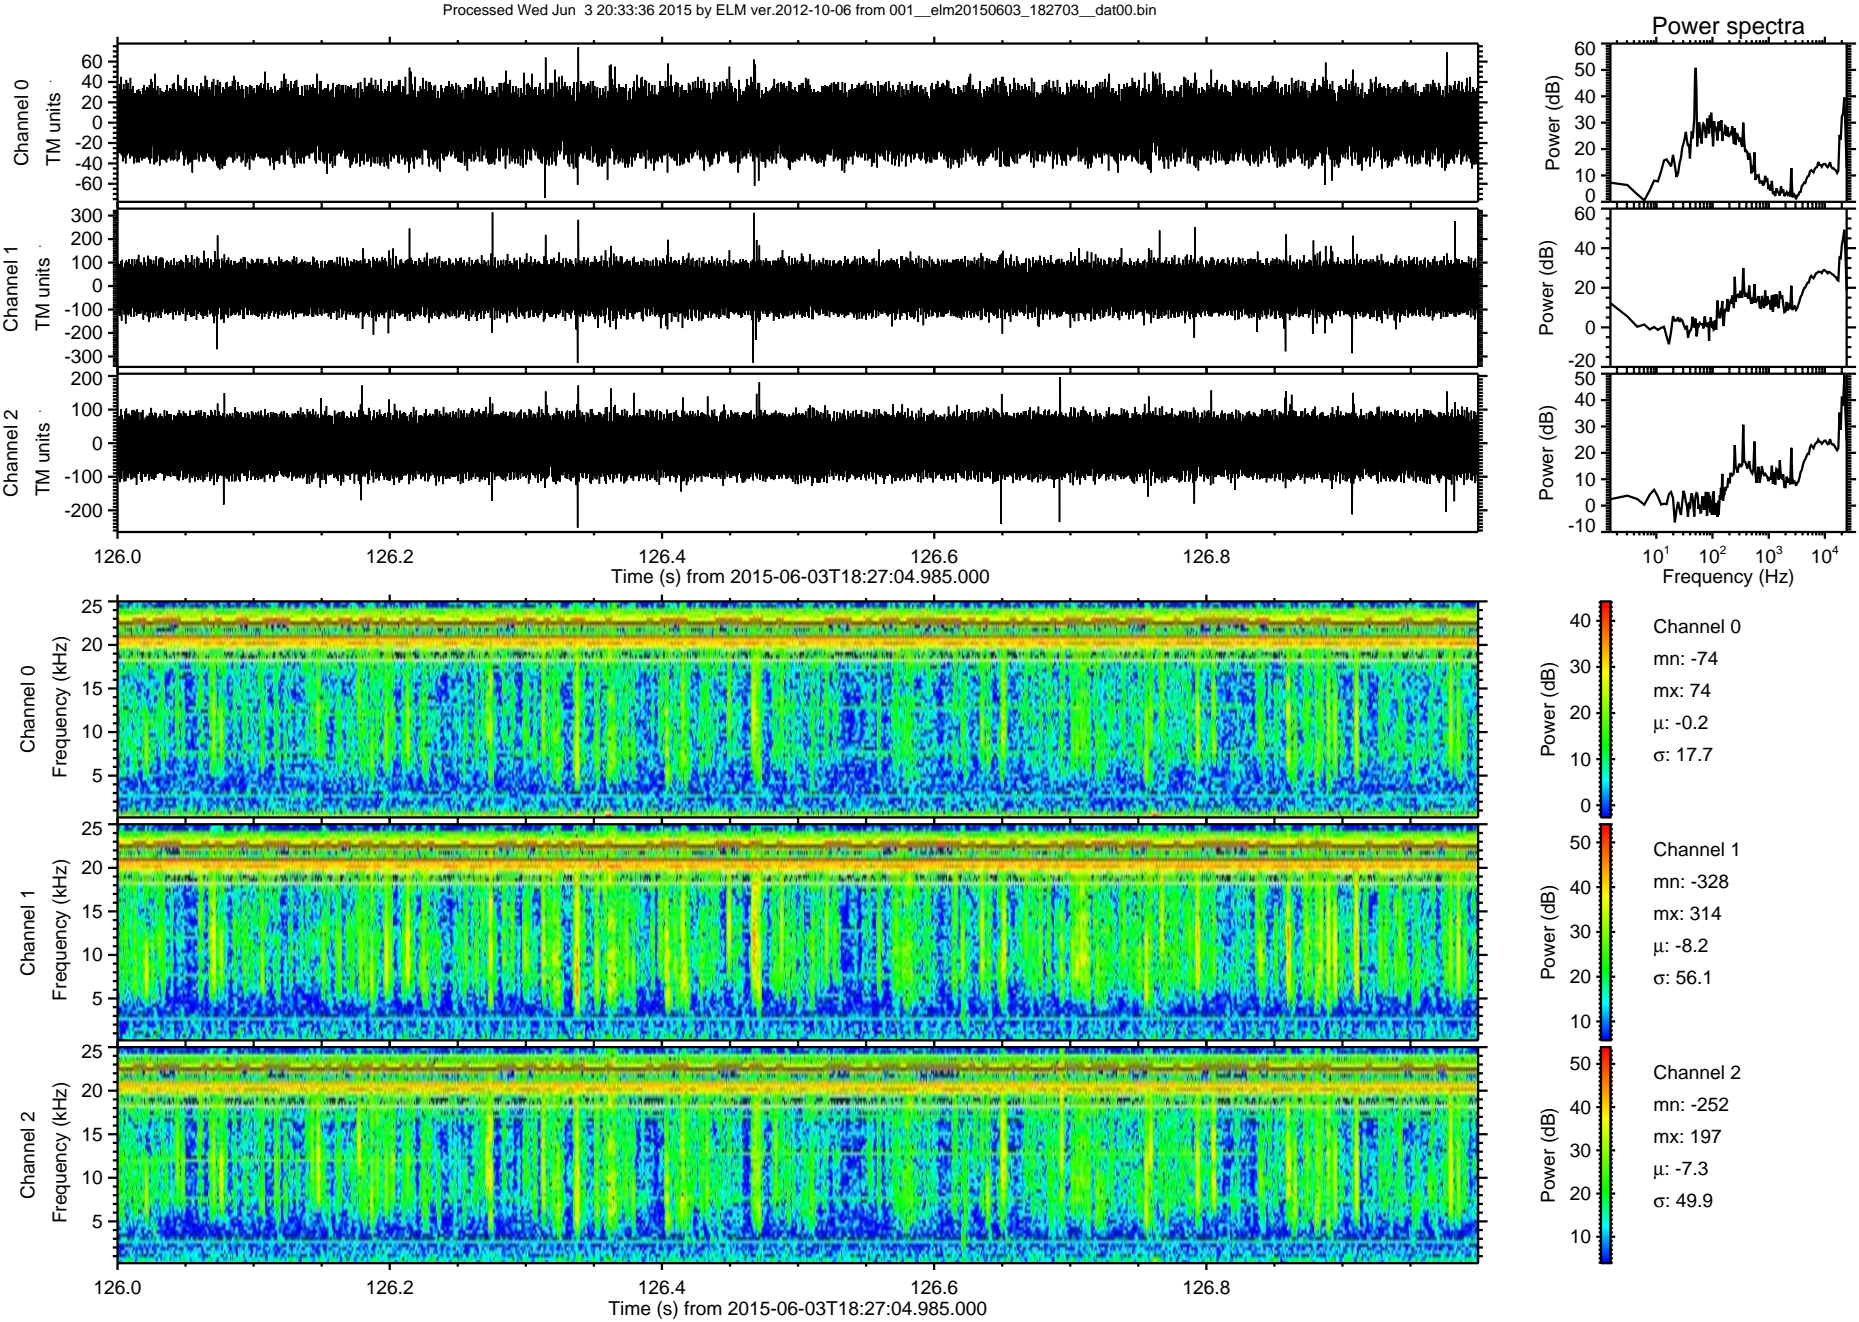 Processed Wed Jun 3 20:33:36 2015 by ELM ver.2012-10-06 from 001__elm20150603_182703__dat00.bin
Power spectra
Channel 0
TM units
60
40
20
0
-20
-40
-60
Power (dB)
60
50
40
30
20
10
0
Channel 1
TM units
300
200
100
0
-100
-200
-300
Power (dB)
60
40
20
0
-20
Channel 2
TM units
200
100
0
-100
-200
Power (dB)
50
40
30
20
10
0
-10
126.0 126.2 126.4 126.6 126.8
Time (s) from 2015-06-03T18:27:04.985.000
10^1 10^2 10^3 10^4
Frequency (Hz)
Channel 0
Frequency (kHz)
25
20
15
10
5
Power (dB)
40
30
20
10
0
Channel 0
mn: -74
mx: 74
μ: -0.2
σ: 17.7
Channel 1
Frequency (kHz)
25
20
15
10
5
Power (dB)
50
40
30
20
10
Channel 1
mn: -328
mx: 314
μ: -8.2
σ: 56.1
Channel 2
Frequency (kHz)
25
20
15
10
5
Power (dB)
50
40
30
20
10
Channel 2
mn: -252
mx: 197
μ: -7.3
σ: 49.9
126.0 126.2 126.4 126.6 126.8
Time (s) from 2015-06-03T18:27:04.985.000